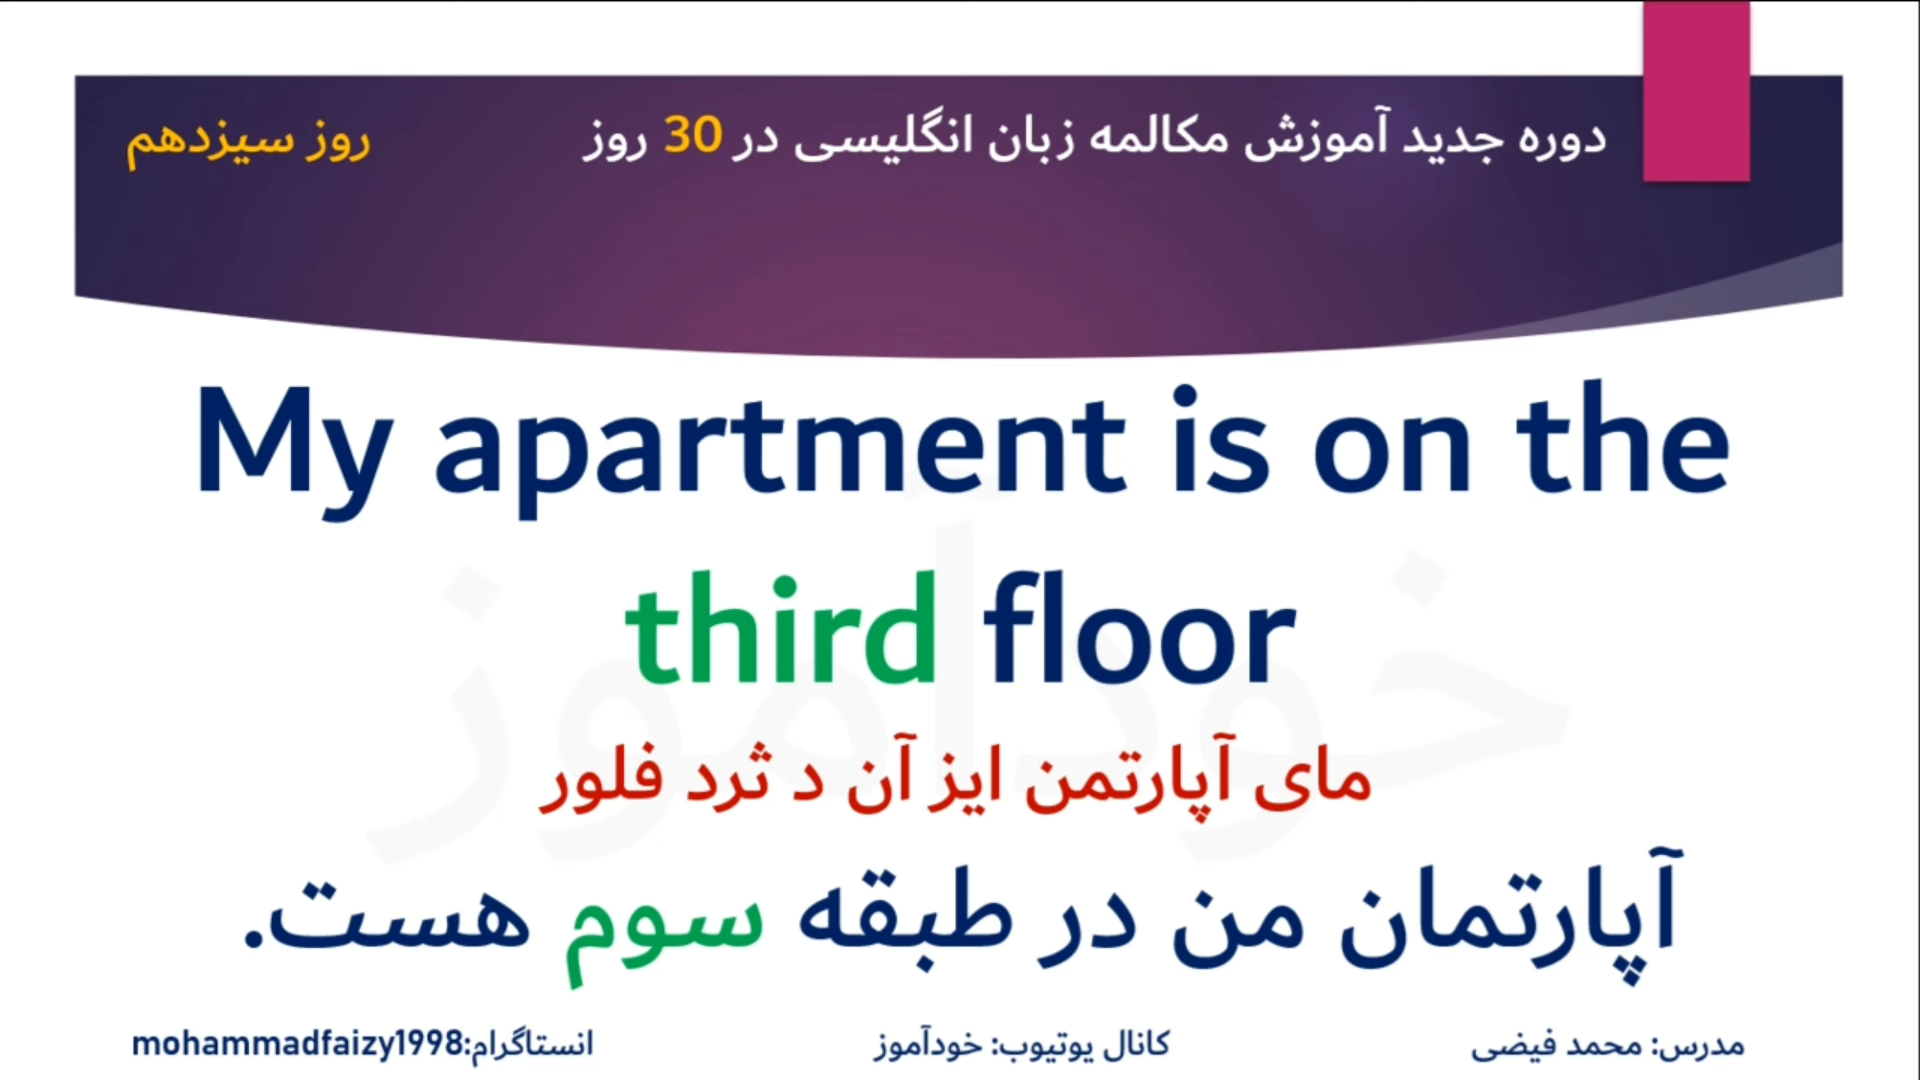 دوره جدید آموزش مکالمه زبان انگلیسی در 30 روز
روز سیزدهم
My apartment is on the
third floor
مای آپارتمن ایز آن د ثرد فلور
آپارتمان من در طبقه سوم هست.
مدرس: محمد فیضی
کانال یوتیوب: خودآموز
انستاگرام:mohammadfaizy1998
خودآموز